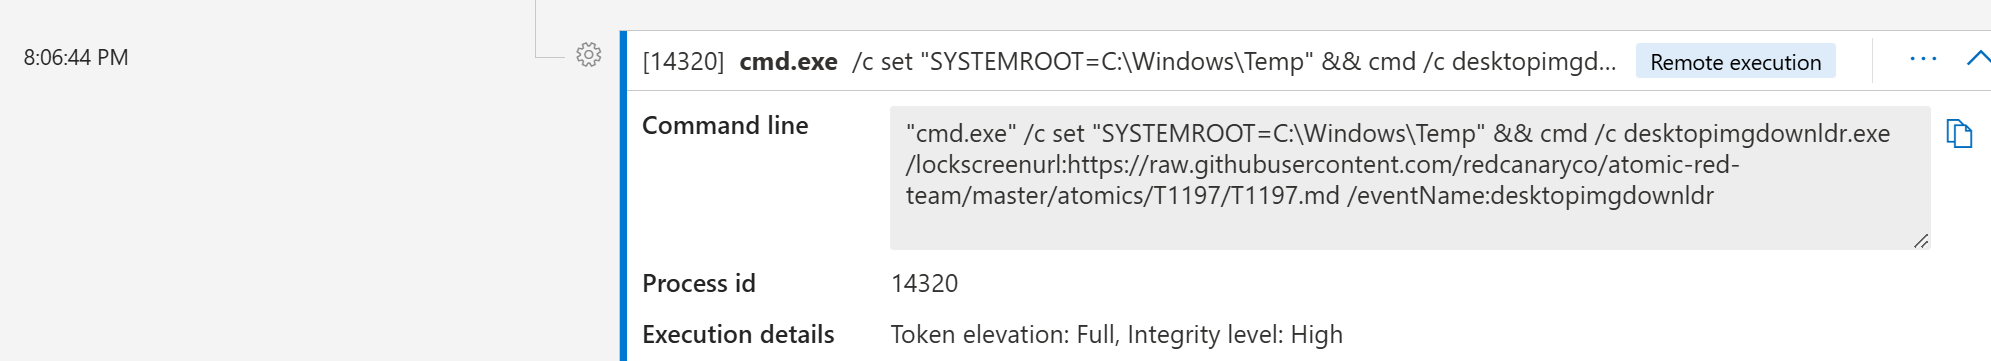 8:06:44 PM
[14320] cmd.exe /c set "SYSTEMROOT=C:\Windows\Temp" && cmd /c desktopimgd... Remote execution ...
Command line
"cmd.exe" /c set "SYSTEMROOT=C:\Windows\Temp" && cmd /c desktopimgdownldr.exe
/lockscreenurl:https://raw.githubusercontent.com/redcanaryco/atomic-red-
team/master/atomics/T1197/T1197.md /eventName:desktopimgdownldr
Process id 14320
Execution details Token elevation: Full, Integrity level: High